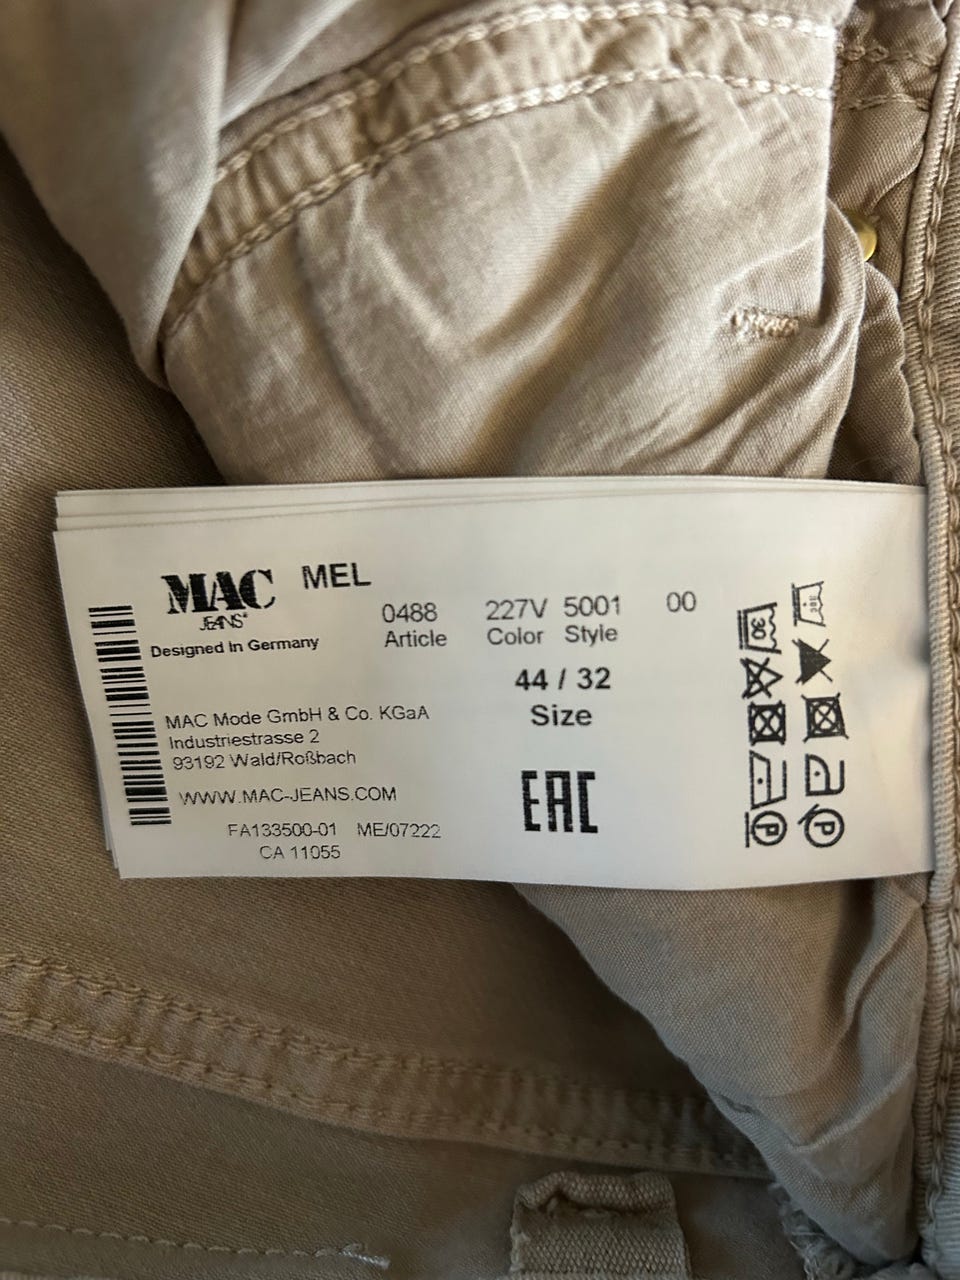 MAC MEL
JEANS
Designed in Germany
0488 227V 5001 00
Article Color Style
44 / 32
Size
MAC Mode GmbH & Co. KGaA
Industriestrasse 2
93192 Wald/Roßbach
WWW.MAC-JEANS.COM
FA133500-01 ME/07222
CA 11055
EAC
30
P
P